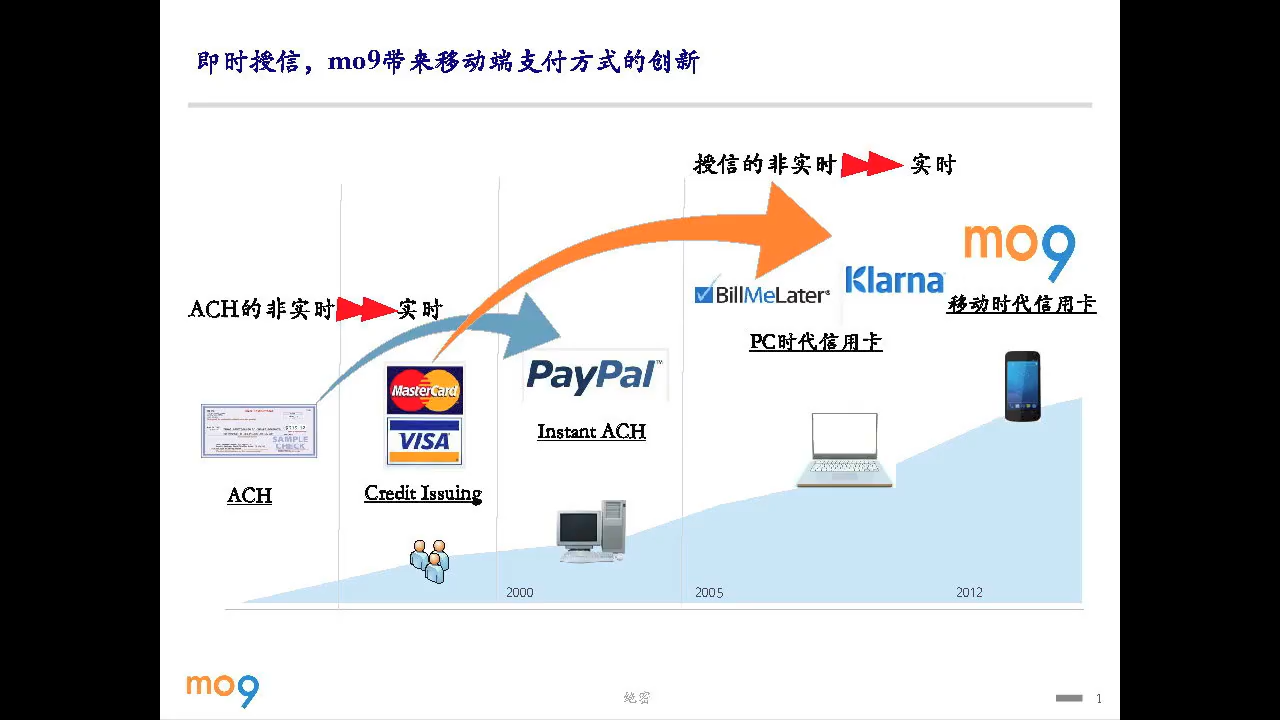 即时授信，mo9带来移动端支付方式的创新
授信的非实时 实时
mo9
BillMeLater®
Klarna
移动时代信用卡
PC时代信用卡
ACH的非实时 实时
MasterCard
VISA
PayPal™
Instant ACH
SAMPLE
CHECK
ACH
Credit Issuing
2000
2005
2012
mo9
绝密
1